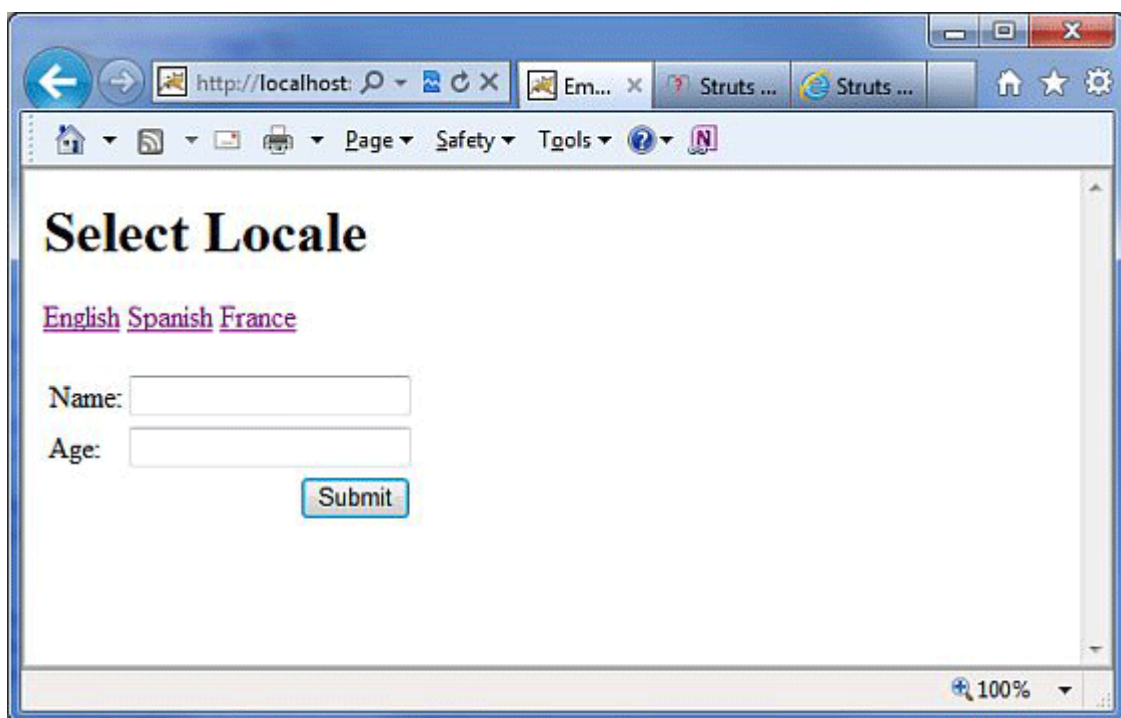 http://localhost: Em... Struts ... Struts ...
Page Safety Tools
Select Locale
English Spanish France
Name:
Age:
Submit
100%